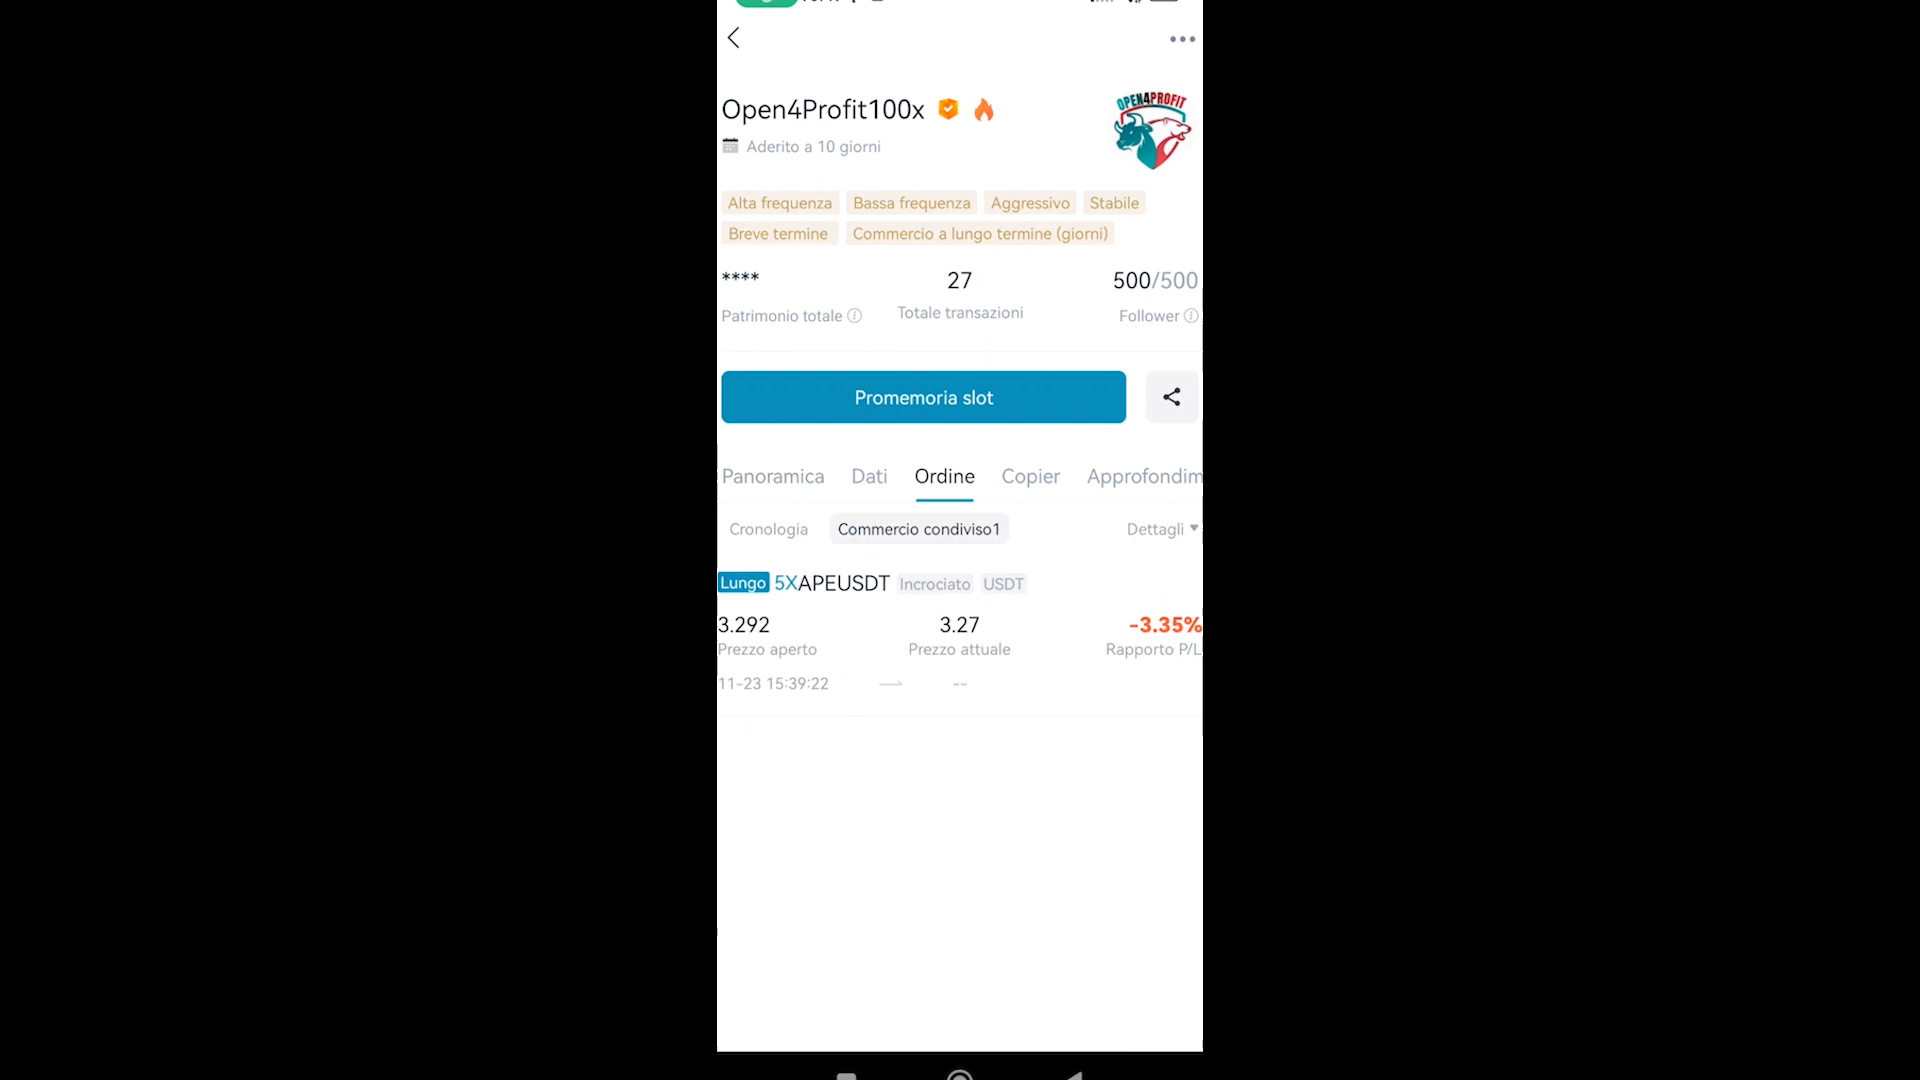 Open4Profit100x
OPEN4PROFIT
Aderito a 10 giorni
Alta frequenza Bassa frequenza Aggressivo Stabile
Breve termine Commercio a lungo termine (giorni)
**** 27 500/500
Patrimonio totale Totale transazioni Follower
Promemoria slot
Panoramica Dati Ordine Copier Approfondim
Cronologia Commercio condiviso1 Dettagli
Lungo 5XAPEUSDT Incrociato USDT
3.292 3.27 -3.35%
Prezzo aperto Prezzo attuale Rapporto P/L
11-23 15:39:22 --